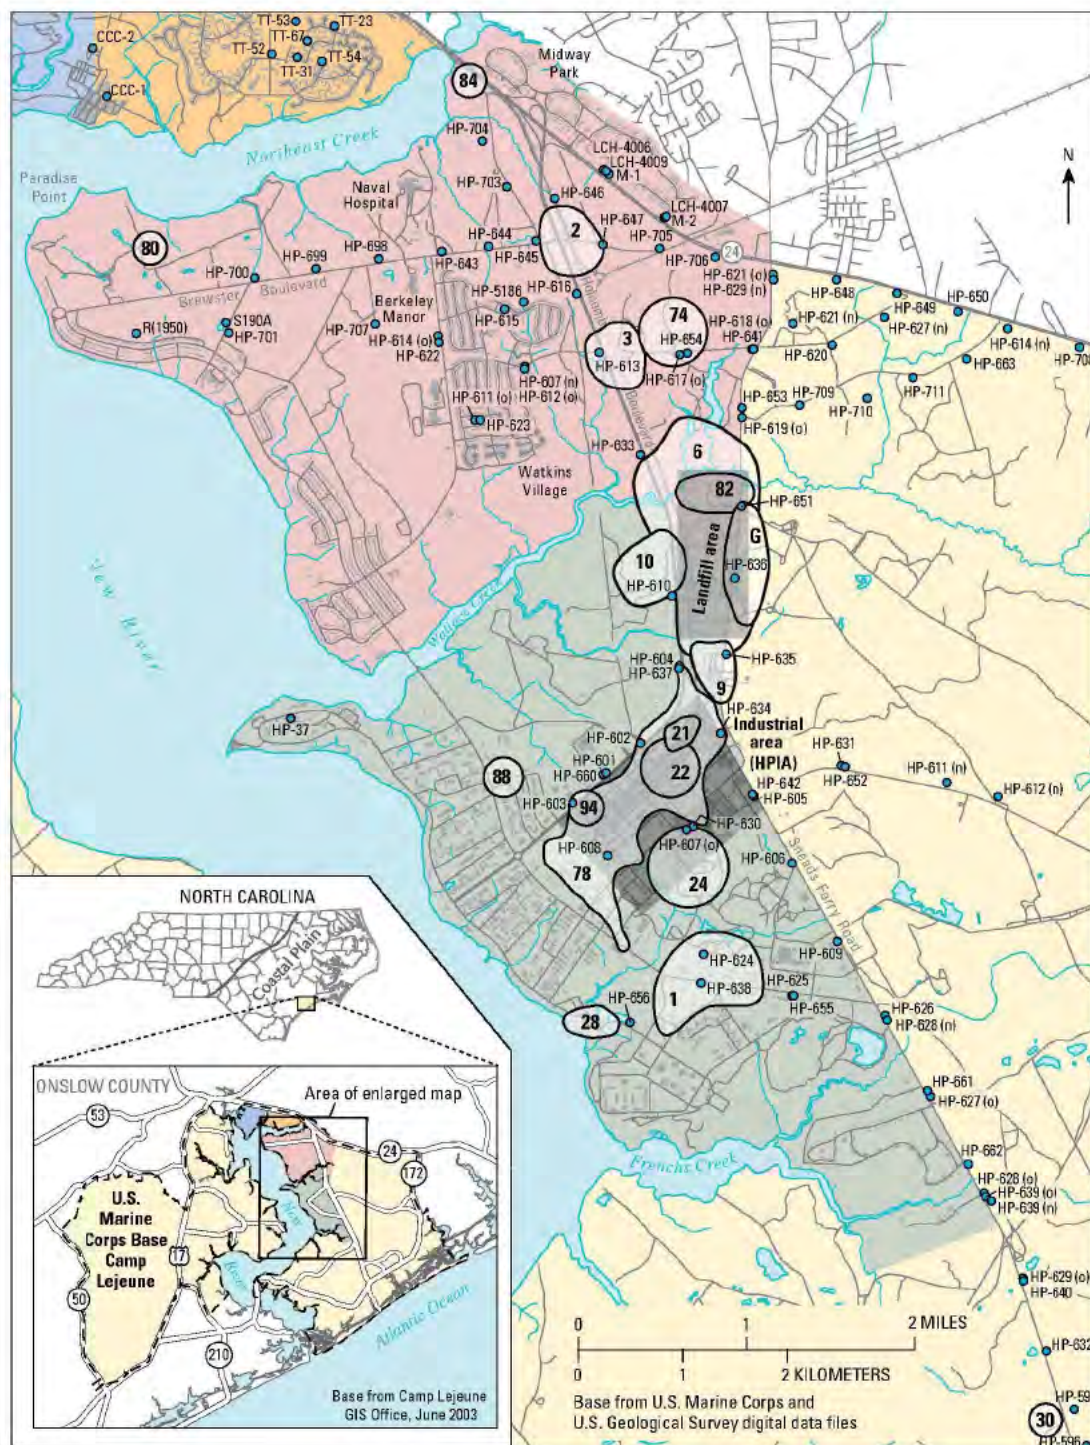 TT-53
TT-23
TT-67
CCC-2
TT-52
TT-54
TT-31
Midway
Park
84
CCC-1
HP-704
Northeast Creek
LCH-4006
LCH-4009
M-1
N
Paradise
Point
Naval
Hospital
HP-703
HP-646
LCH-4007
M-2
2
HP-647
80
HP-644
HP-705
24
HP-698
HP-645
HP-643
HP-706
HP-699
HP-700
HP-621 (o)
HP-629 (n)
HP-648
Brewster Boulevard
HP-616
Holcomb
HP-5186
HP-649
HP-650
Berkeley
Manor
HP-615
74
HP-618 (o)
HP-621 (n)
HP-627 (n)
R(1950)
S190A
HP-701
HP-707
HP-614 (o)
HP-622
3
HP-654
HP-641
HP-614 (n)
HP-620
HP-663
HP-708
HP-613
HP-617 (o)
HP-607 (n)
HP-612 (o)
HP-611 (o)
HP-623
HP-653
HP-709
HP-711
HP-710
HP-619 (o)
Boulevard
HP-633
6
Watkins
Village
82
HP-651
G
10
Landfill area
HP-636
HP-610
New River
Wallace Creek
HP-604
HP-637
HP-635
9
HP-634
HP-37
HP-602
21
Industrial
area
(HPIA)
HP-631
HP-601
HP-660
22
88
HP-652
HP-611 (n)
HP-642
HP-605
HP-612 (n)
HP-603
94
HP-630
HP-607 (o)
HP-608
HP-606
78
24
Sneads Ferry Road
NORTH CAROLINA
Coastal Plain
HP-609
HP-624
HP-638
HP-625
1
HP-656
HP-655
HP-626
HP-628 (n)
28
HP-661
HP-627 (o)
ONSLOW COUNTY
Area of enlarged map
53
24
172
Frenchs Creek
HP-662
HP-628 (o)
HP-639 (o)
HP-639 (n)
U.S.
Marine
Corps Base
Camp
Lejeune
New
River
17
50
210
Atlantic Ocean
HP-629 (o)
HP-640
0 1 2 MILES
0 1 2 KILOMETERS
HP-632
Base from Camp Lejeune
GIS Office, June 2003
Base from U.S. Marine Corps and
U.S. Geological Survey digital data files
HP-59
30
HP-596